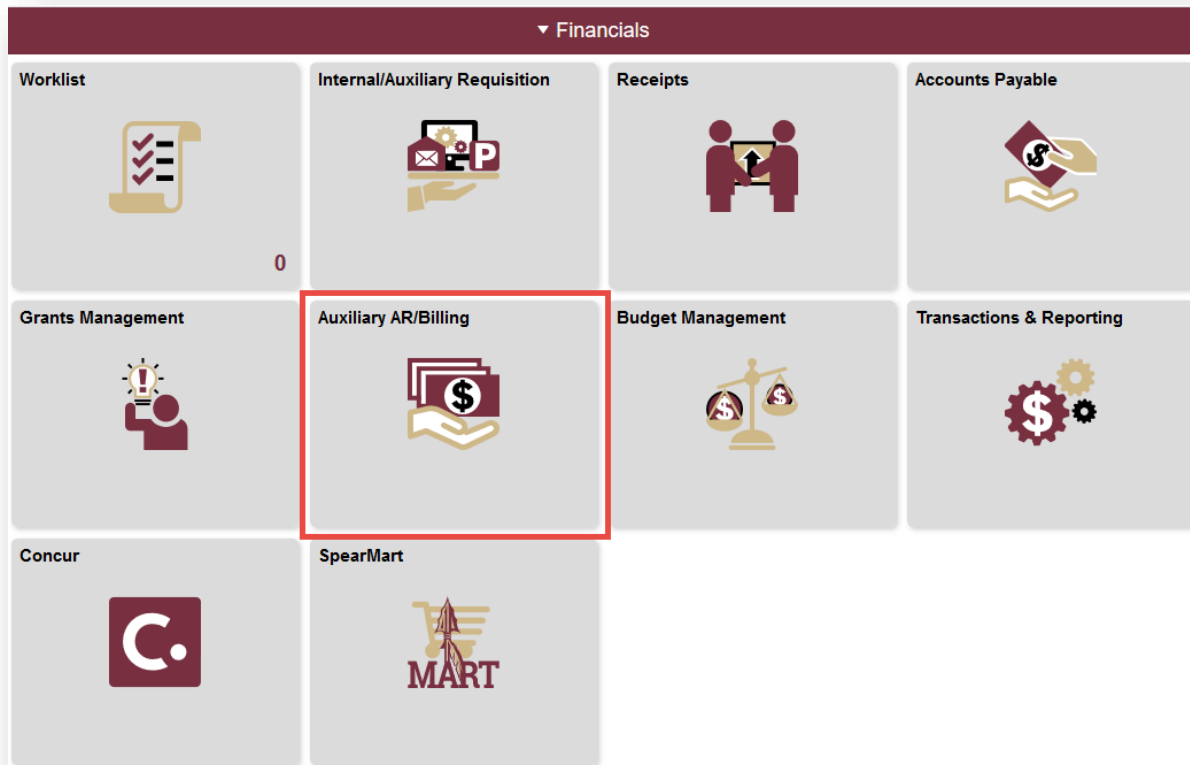 Financials
Worklist
Internal/Auxiliary Requisition
Receipts
Accounts Payable
P
$
0
Grants Management
Auxiliary AR/Billing
Budget Management
Transactions & Reporting
!
$
$
$
$
Concur
SpearMart
C.
MART